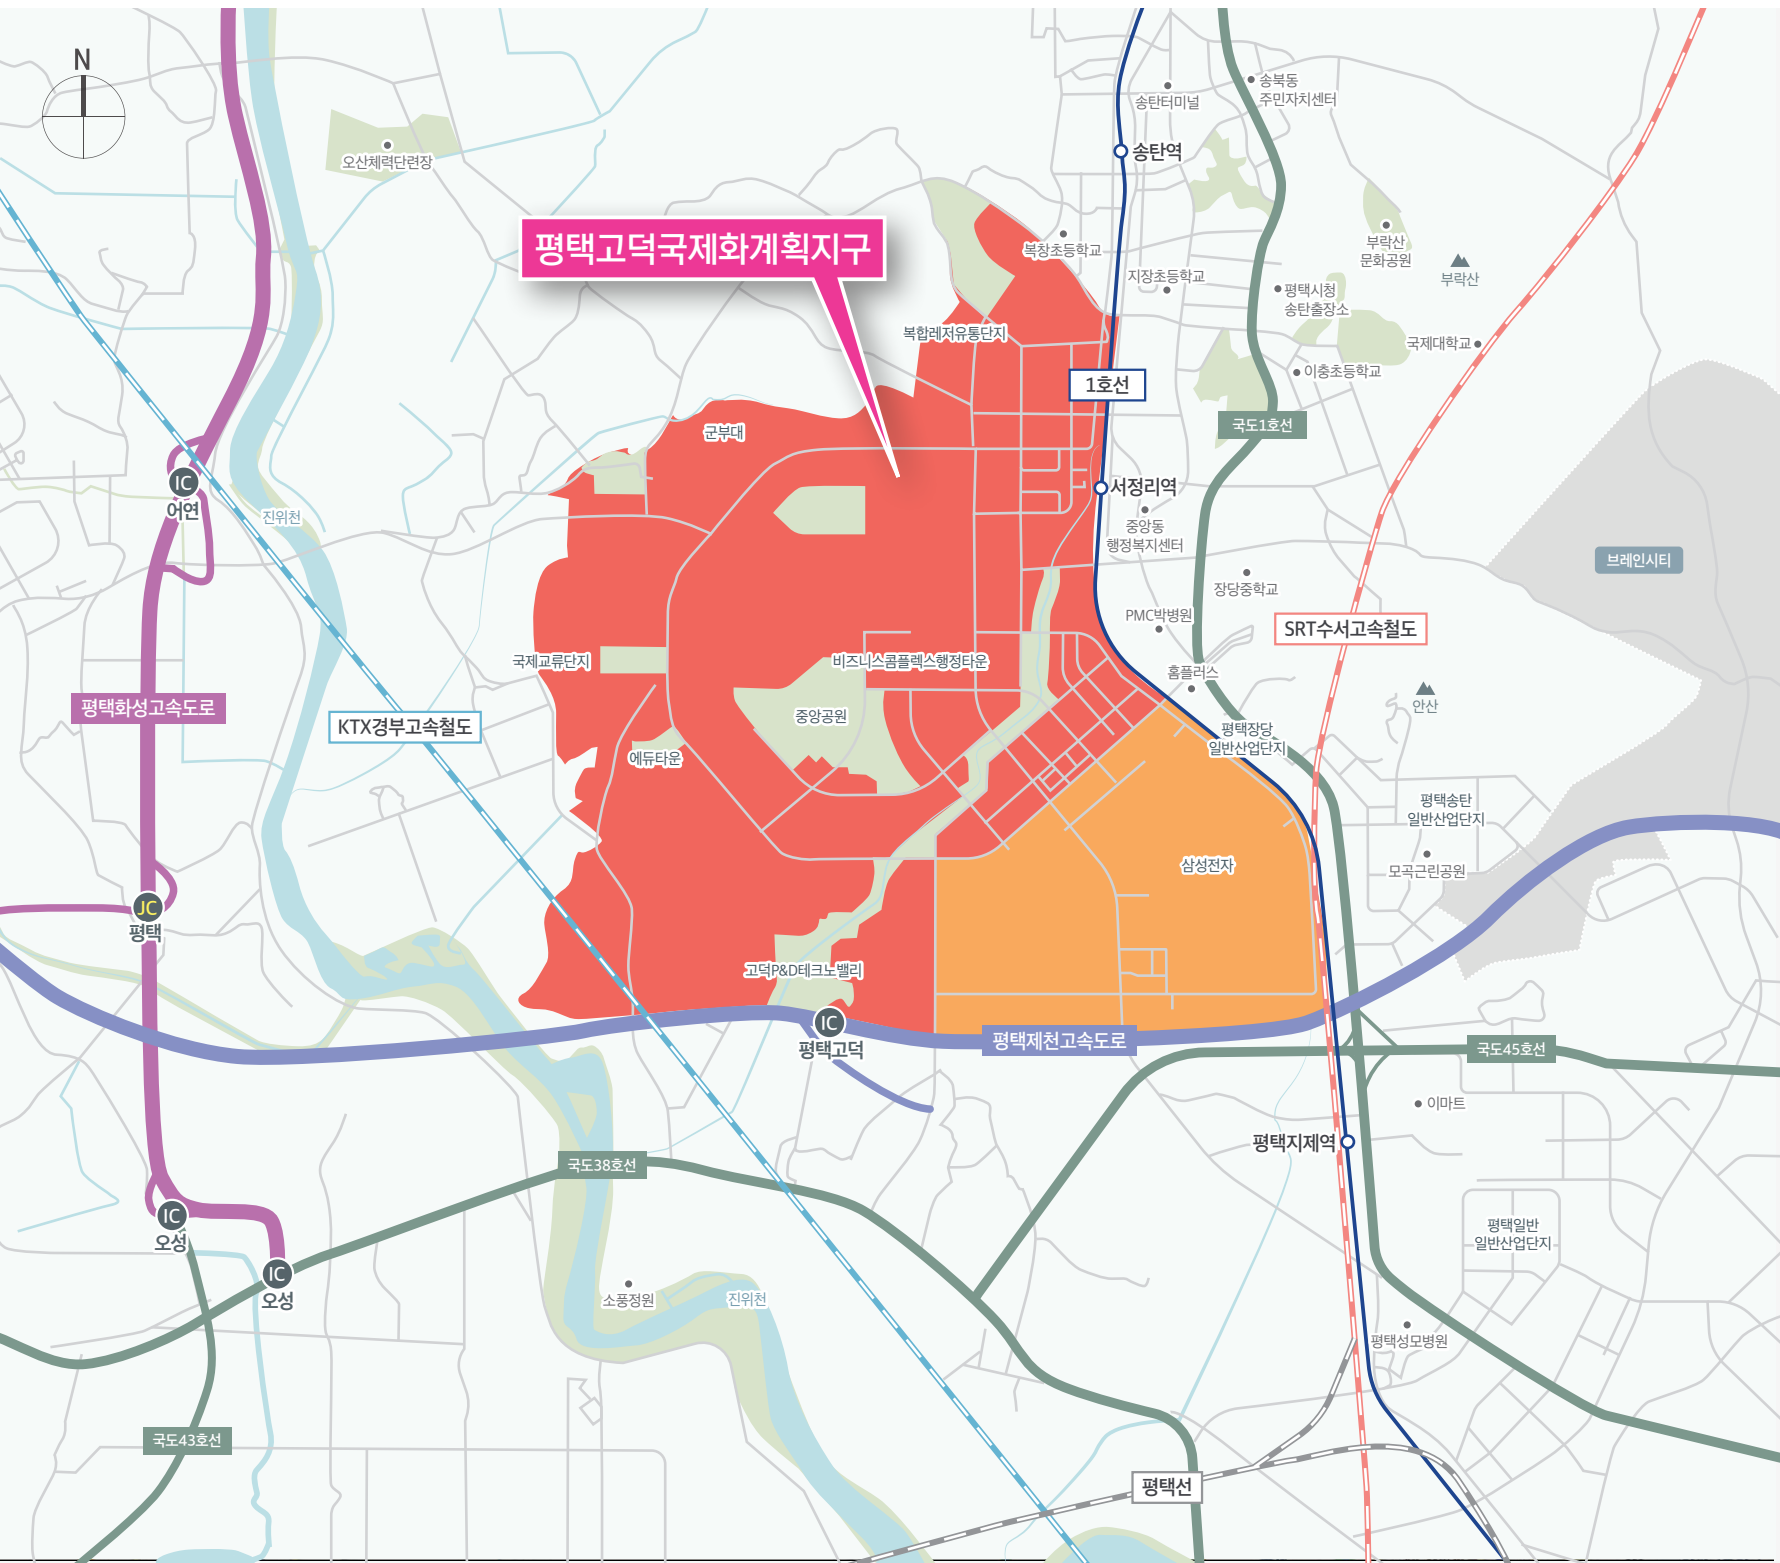 N
송북동
주민자치센터
송탄터미널
오산체력단련장
송탄역
평택고덕국제화계획지구
복창초등학교
부락산
문화공원
지장초등학교
부락산
평택시청
송탄출장소
복합레저유통단지
국제대학교
이충초등학교
1호선
국도1호선
군부대
IC
어연
서정리역
진위천
중앙동
행정복지센터
브레인시티
장당중학교
PMC박병원
SRT수서고속철도
국제교류단지
비즈니스콤플렉스행정타운
홈플러스
평택화성고속도로
KTX경부고속철도
중앙공원
안산
평택장당
일반산업단지
에듀타운
평택송탄
일반산업단지
삼성전자
모곡근린공원
JC
평택
고덕P&D테크노밸리
IC
평택고덕
평택제천고속도로
국도45호선
이마트
평택지제역
국도38호선
IC
오성
평택일반
일반산업단지
IC
오성
소풍정원
진위천
평택성모병원
국도43호선
평택선